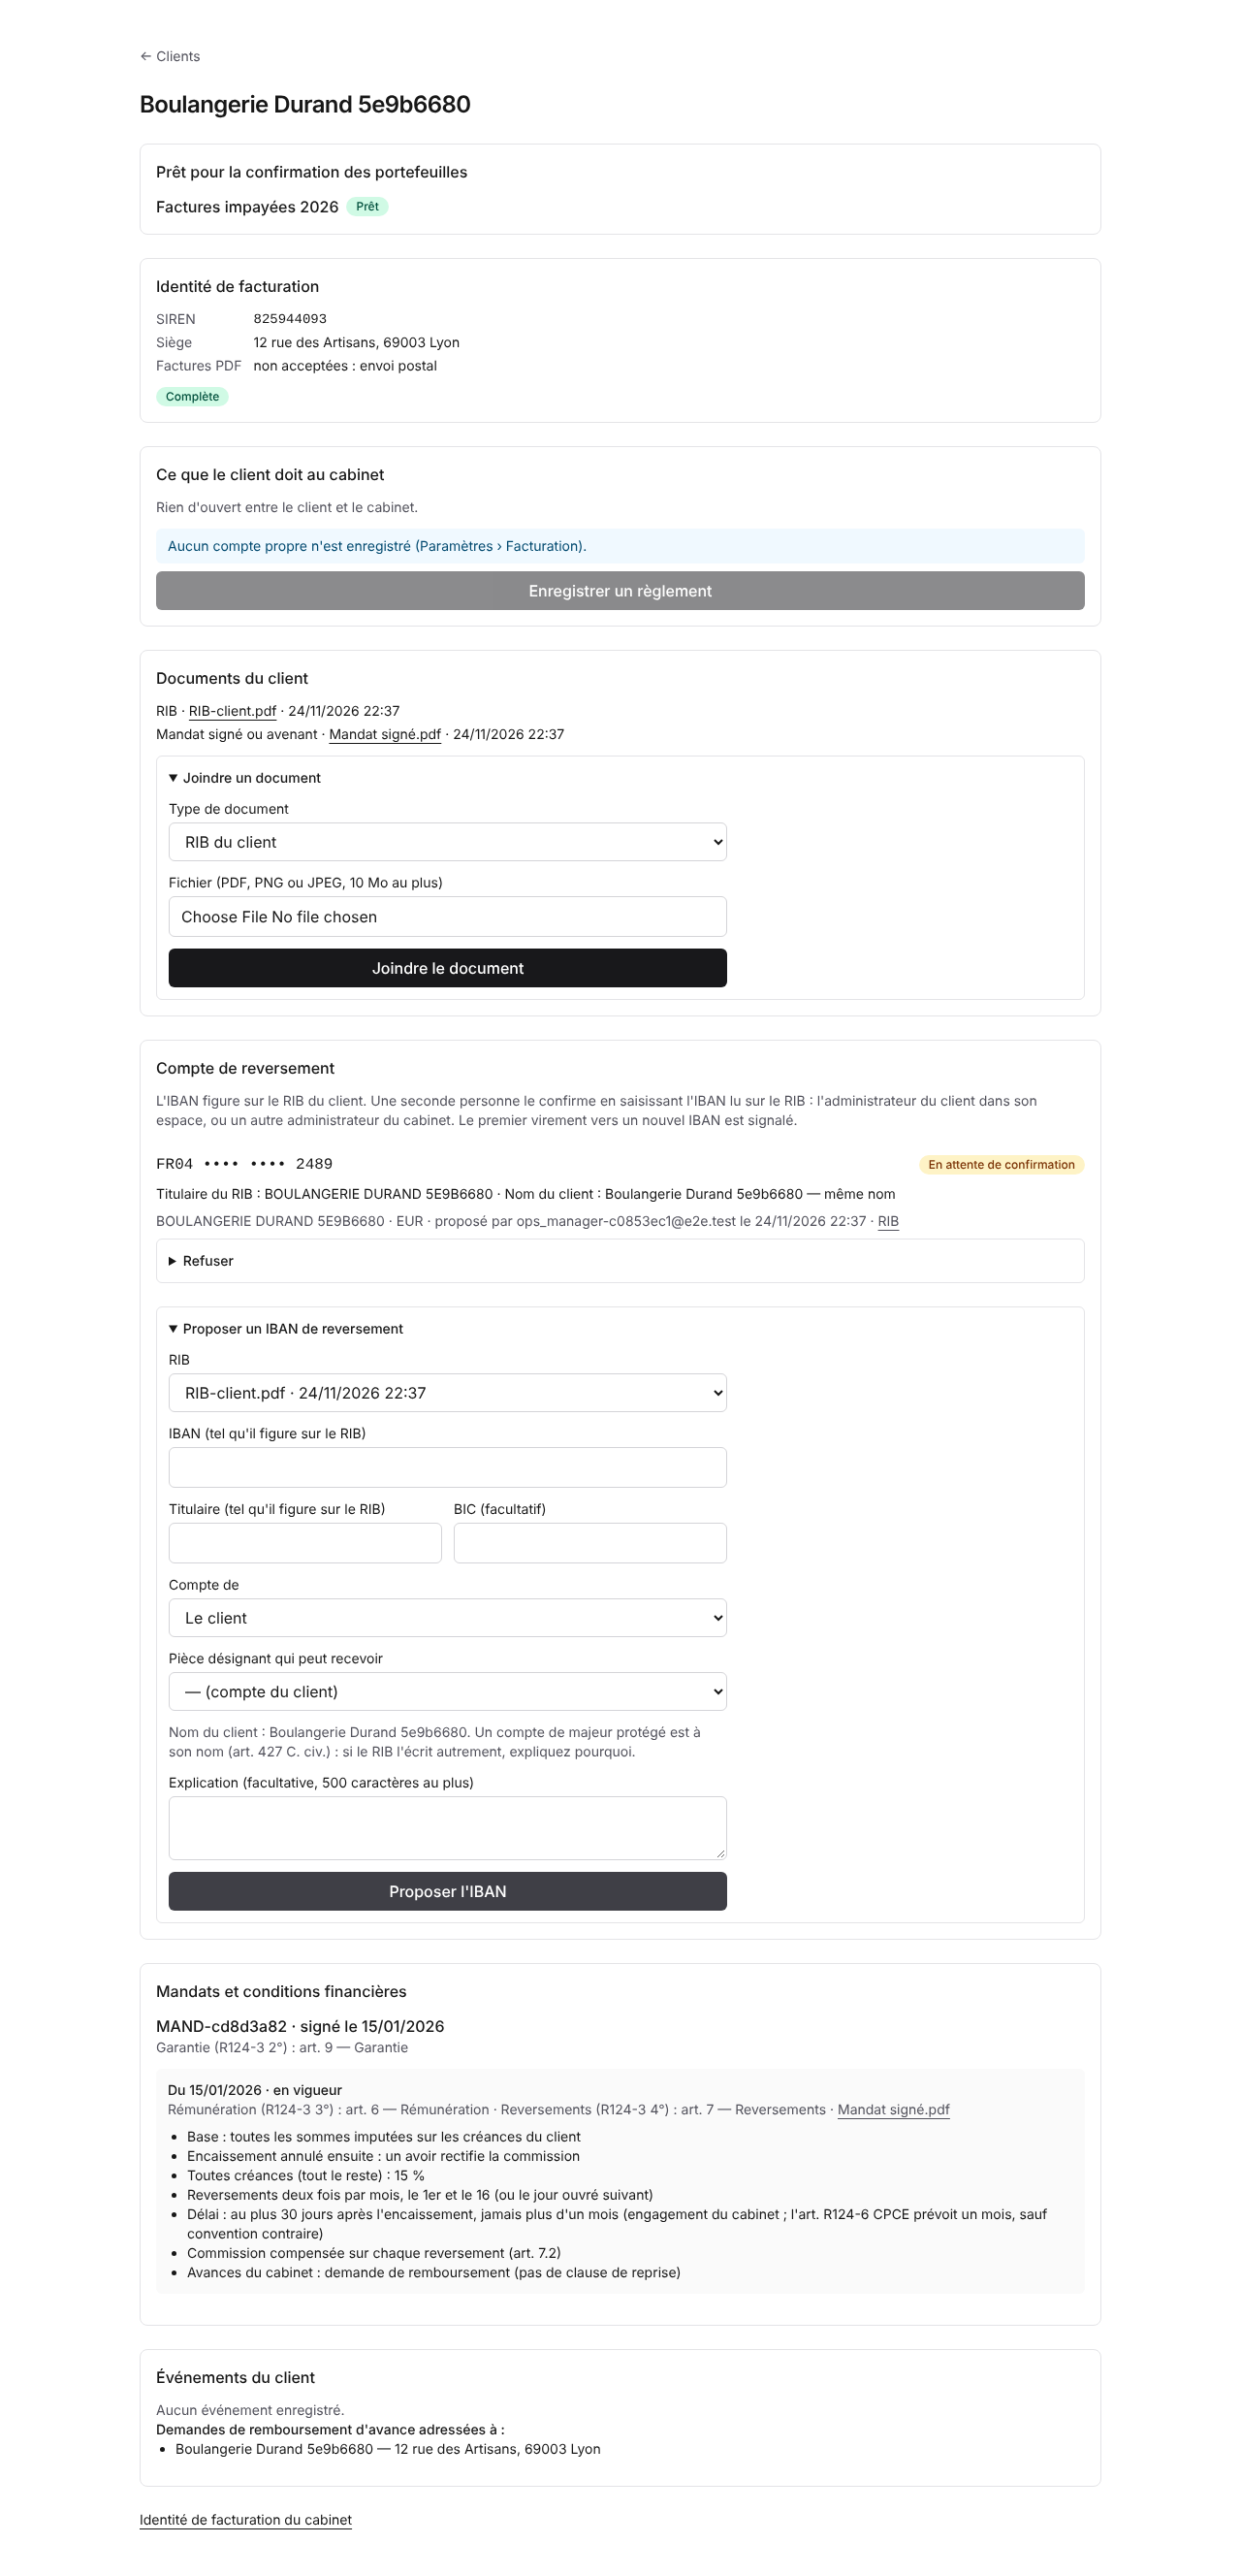 ← Clients
Boulangerie Durand 5e9b6680
Prêt pour la confirmation des portefeuilles
Factures impayées 2026 Prêt
Identité de facturation
SIREN 825944093
Siège 12 rue des Artisans, 69003 Lyon
Factures PDF non acceptées : envoi postal
Complète
Ce que le client doit au cabinet
Rien d'ouvert entre le client et le cabinet.
Aucun compte propre n'est enregistré (Paramètres › Facturation).
Enregistrer un règlement
Documents du client
RIB · RIB-client.pdf · 24/11/2026 22:37
Mandat signé ou avenant · Mandat signé.pdf · 24/11/2026 22:37
▼ Joindre un document
Type de document
RIB du client
Fichier (PDF, PNG ou JPEG, 10 Mo au plus)
Choose File No file chosen
Joindre le document
Compte de reversement
L'IBAN figure sur le RIB du client. Une seconde personne le confirme en saisissant l'IBAN lu sur le RIB : l'administrateur du client dans son
espace, ou un autre administrateur du cabinet. Le premier virement vers un nouvel IBAN est signalé.
FR04 •••• •••• 2489 En attente de confirmation
Titulaire du RIB : BOULANGERIE DURAND 5E9B6680 · Nom du client : Boulangerie Durand 5e9b6680 — même nom
BOULANGERIE DURAND 5E9B6680 · EUR · proposé par ops_manager-c0853ec1@e2e.test le 24/11/2026 22:37 · RIB
▶ Refuser
▼ Proposer un IBAN de reversement
RIB
RIB-client.pdf · 24/11/2026 22:37
IBAN (tel qu'il figure sur le RIB)
Titulaire (tel qu'il figure sur le RIB) BIC (facultatif)
Compte de
Le client
Pièce désignant qui peut recevoir
— (compte du client)
Nom du client : Boulangerie Durand 5e9b6680. Un compte de majeur protégé est à
son nom (art. 427 C. civ.) : si le RIB l'écrit autrement, expliquez pourquoi.
Explication (facultative, 500 caractères au plus)
Proposer l'IBAN
Mandats et conditions financières
MAND-cd8d3a82 · signé le 15/01/2026
Garantie (R124-3 2°) : art. 9 — Garantie
Du 15/01/2026 · en vigueur
Rémunération (R124-3 3°) : art. 6 — Rémunération · Reversements (R124-3 4°) : art. 7 — Reversements · Mandat signé.pdf
• Base : toutes les sommes imputées sur les créances du client
• Encaissement annulé ensuite : un avoir rectifie la commission
• Toutes créances (tout le reste) : 15 %
• Reversements deux fois par mois, le 1er et le 16 (ou le jour ouvré suivant)
• Délai : au plus 30 jours après l'encaissement, jamais plus d'un mois (engagement du cabinet ; l'art. R124-6 CPCE prévoit un mois, sauf
convention contraire)
• Commission compensée sur chaque reversement (art. 7.2)
• Avances du cabinet : demande de remboursement (pas de clause de reprise)
Événements du client
Aucun événement enregistré.
Demandes de remboursement d'avance adressées à :
• Boulangerie Durand 5e9b6680 — 12 rue des Artisans, 69003 Lyon
Identité de facturation du cabinet